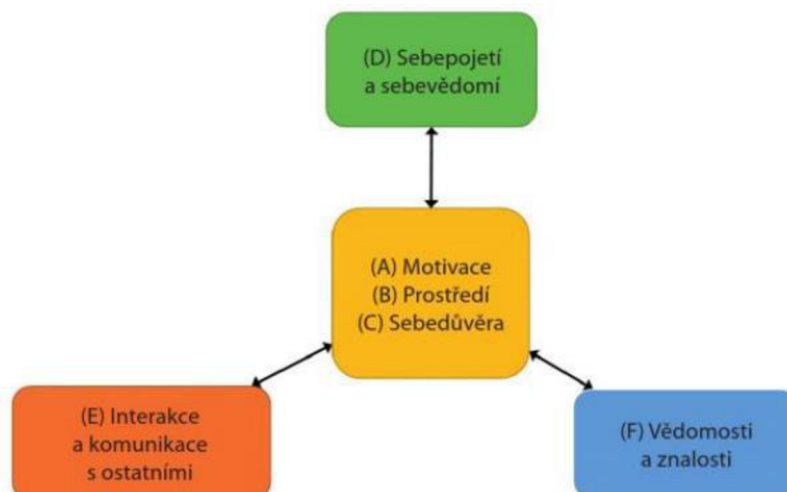 (D) Sebepojetí
a sebevědomí
(A) Motivace
(B) Prostředí
(C) Sebedůvěra
(E) Interakce
a komunikace
s ostatními
(F) Vědomosti
a znalosti